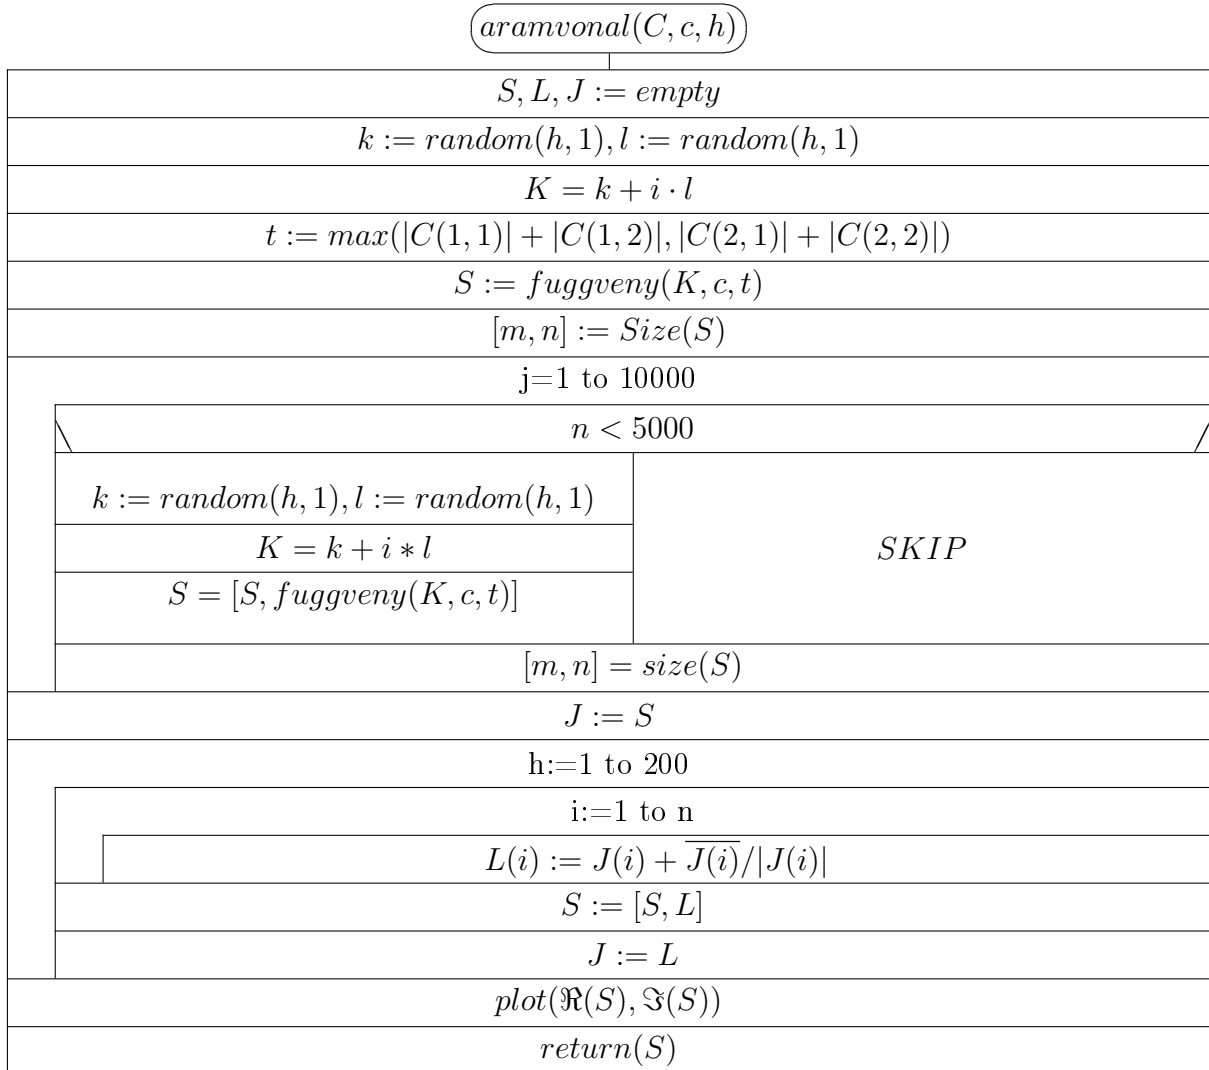 aramvonal(C, c, h)
S, L, J := empty
k := random(h, 1), l := random(h, 1)
K = k + i · l
t := max(|C(1, 1)| + |C(1, 2)|, |C(2, 1)| + |C(2, 2)|)
S := fuggveny(K, c, t)
[m, n] := Size(S)
j=1 to 10000
n < 5000
k := random(h, 1), l := random(h, 1)
K = k + i ∗ l
SKIP
S = [S, fuggveny(K, c, t)]
[m, n] = size(S)
J := S
h:=1 to 200
i:=1 to n
L(i) := J(i) + \overline{J(i)}/|J(i)|
S := [S, L]
J := L
plot(ℜ(S), ℑ(S))
return(S)